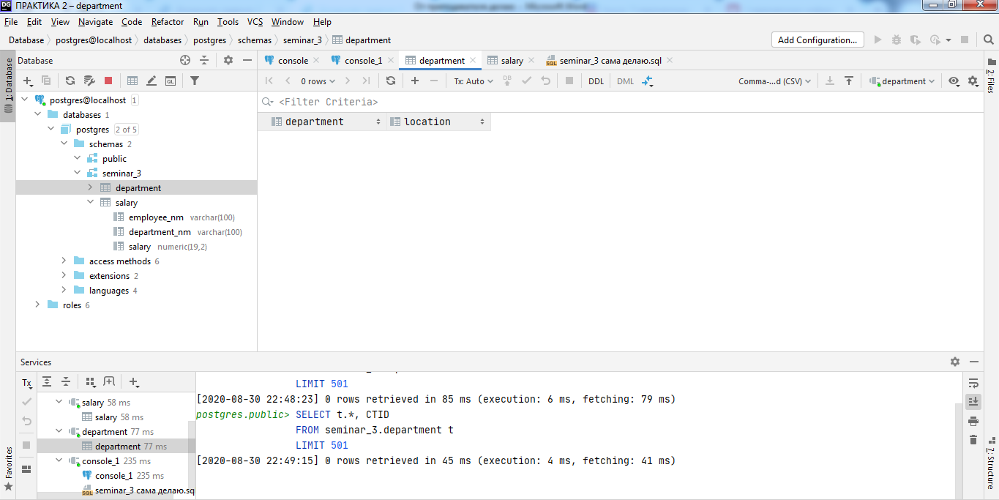 DG ПРАКТИКА 2 – department
File Edit View Navigate Code Refactor Run Tools VCS Window Help
Database postgres@localhost databases postgres schemas seminar_3 department Add Configuration...
1: Database
Database
postgres@localhost 1
databases 1
postgres 2 of 5
schemas 2
public
seminar_3
department
salary
employee_nm varchar(100)
department_nm varchar(100)
salary numeric(19,2)
access methods 6
extensions 2
languages 4
roles 6
console console_1 department salary seminar_3 сама делаю.sql
0 rows Tx: Auto DB DDL DML Comma-...d (CSV) department
<Filter Criteria>
department location
2: Files
Services
Tx
salary 58 ms
salary 58 ms
department 77 ms
department 77 ms
console_1 235 ms
console_1 235 ms
SQL seminar_3 сама делаю.sq
LIMIT 501
[2020-08-30 22:48:23] 0 rows retrieved in 85 ms (execution: 6 ms, fetching: 79 ms)
postgres.public> SELECT t.*, CTID
FROM seminar_3.department t
LIMIT 501
[2020-08-30 22:49:15] 0 rows retrieved in 45 ms (execution: 4 ms, fetching: 41 ms)
Favorites
7: Structure